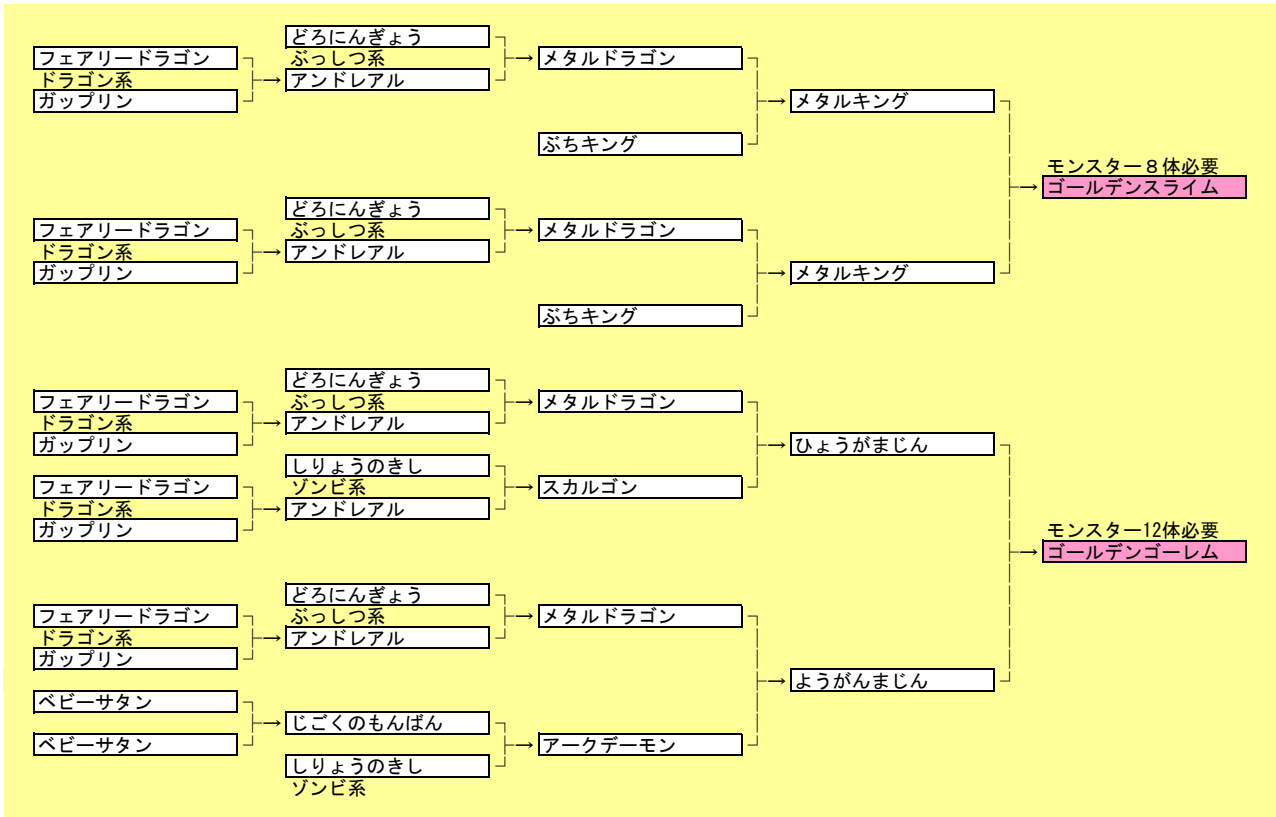 どろにんぎょう
フェアリードラゴン
ぶっしつ系
メタルドラゴン
ドラゴン系
アンドレアル
ガップリン
メタルキング
ぷちキング
モンスター８体必要
ゴールデンスライム
どろにんぎょう
フェアリードラゴン
ぶっしつ系
メタルドラゴン
ドラゴン系
アンドレアル
ガップリン
メタルキング
ぷちキング
どろにんぎょう
フェアリードラゴン
ぶっしつ系
メタルドラゴン
ドラゴン系
アンドレアル
ガップリン
ひょうがまじん
しりょうのきし
フェアリードラゴン
ゾンビ系
スカルゴン
ドラゴン系
アンドレアル
ガップリン
モンスター12体必要
ゴールデンゴーレム
どろにんぎょう
フェアリードラゴン
ぶっしつ系
メタルドラゴン
ドラゴン系
アンドレアル
ガップリン
ようがんまじん
ベビーサタン
じごくのもんばん
ベビーサタン
アークデーモン
しりょうのきし
ゾンビ系